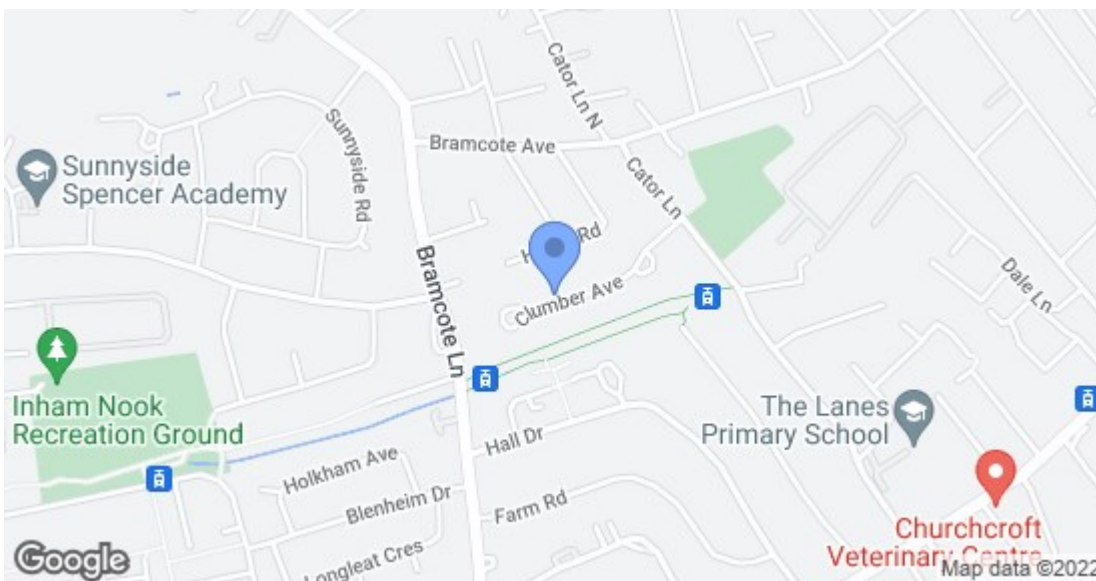 Cator Ln N
Bramcote Ave
Sunnyside
Spencer Academy
Sunnyside Rd
Cator Ln
Rd
Bramcote Ln
Clumber Ave
Dale Ln
Inham Nook
Recreation Ground
The Lanes
Primary School
Hall Dr
Holkham Ave
Blenheim Dr
Farm Rd
Longleat Cres
Churchcroft
Veterinary Centre
Google
Map data ©2022